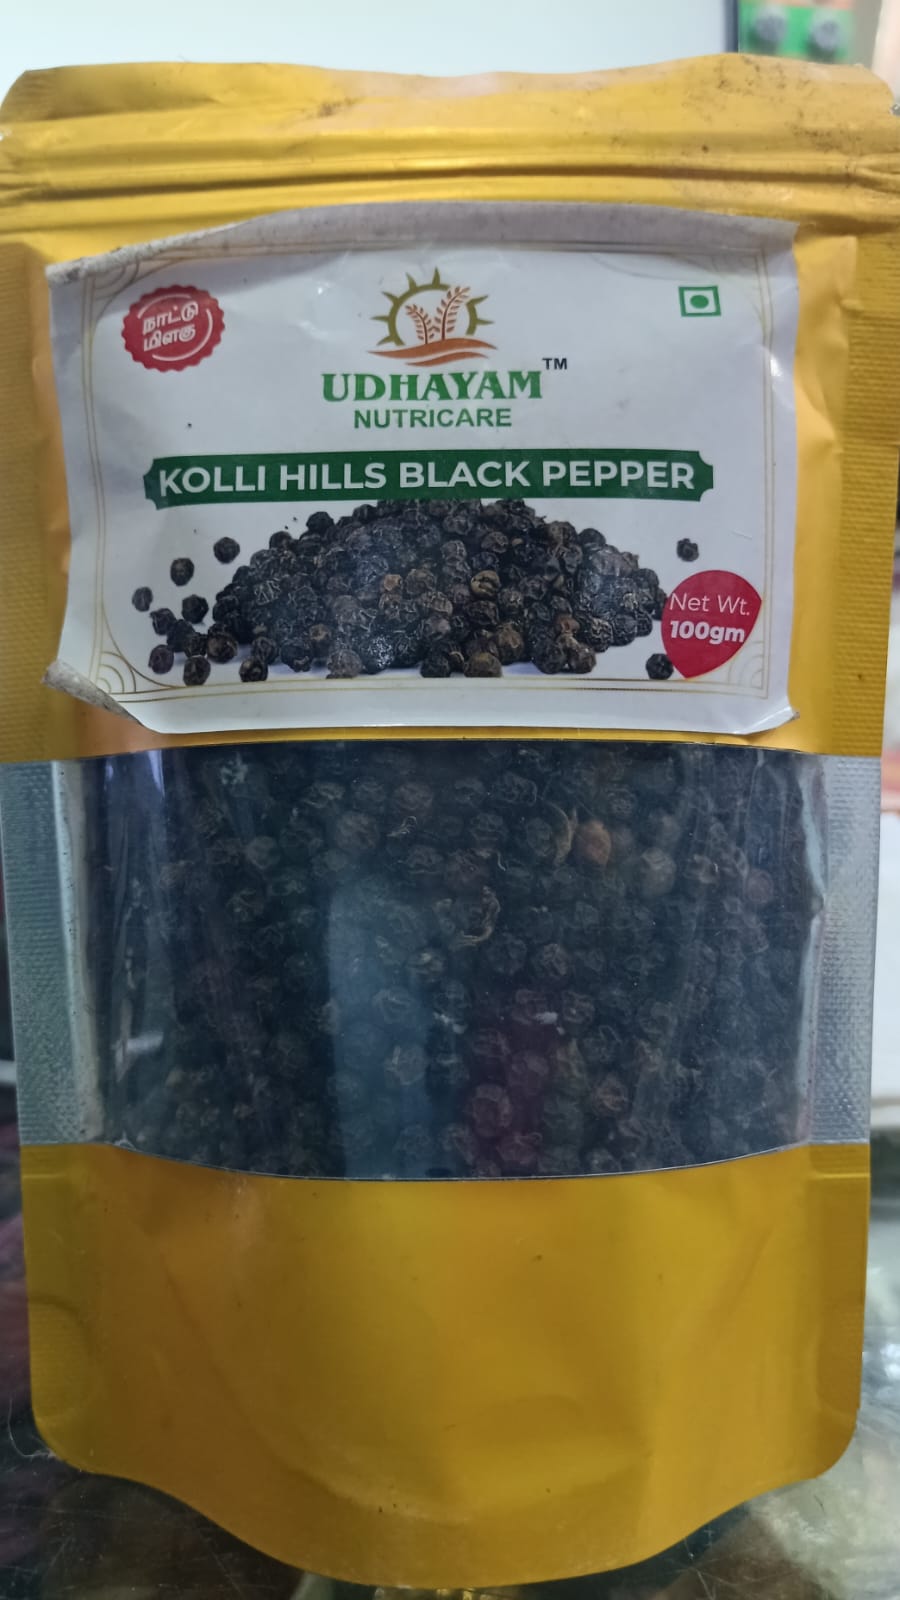 நாட்டு
மிளகு
UDHAYAM™
NUTRICARE
KOLLI HILLS BLACK PEPPER
Net Wt.
100gm